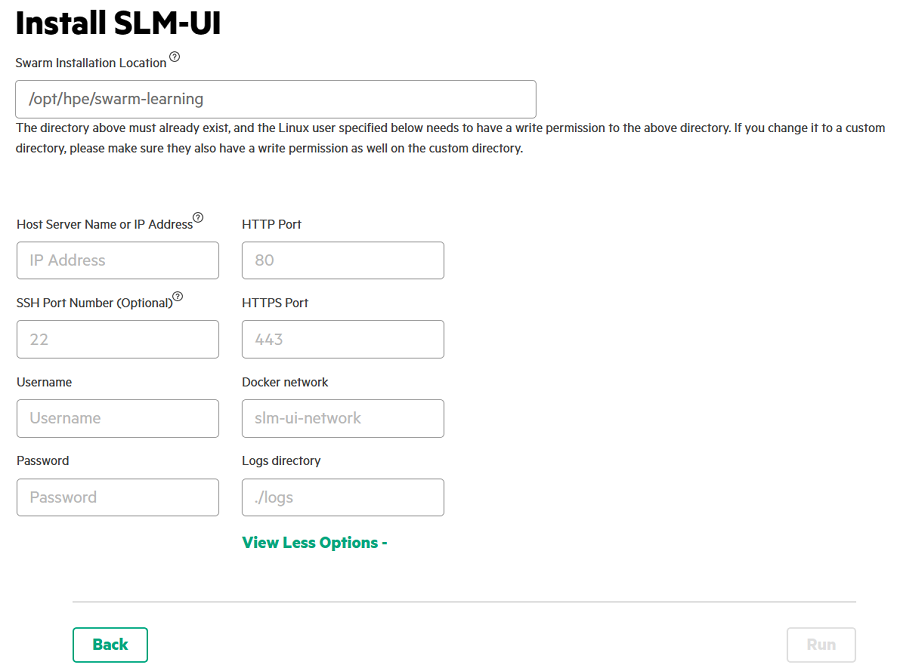 Install SLM-UI
Swarm Installation Location ?
/opt/hpe/swarm-learning
The directory above must already exist, and the Linux user specified below needs to have a write permission to the above directory. If you change it to a custom
directory, please make sure they also have a write permission as well on the custom directory.
Host Server Name or IP Address ?
HTTP Port
IP Address
80
SSH Port Number (Optional) ?
HTTPS Port
22
443
Username
Docker network
Username
slm-ui-network
Password
Logs directory
Password
./logs
View Less Options -
Back
Run